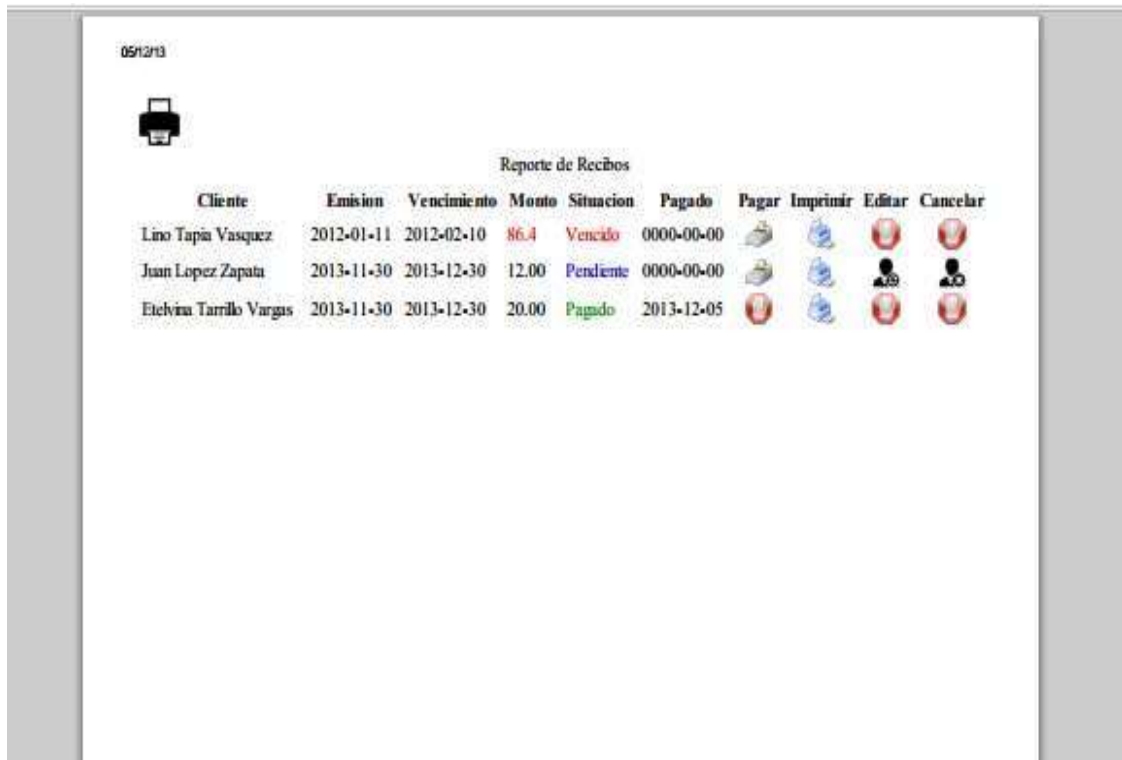 05/12/13
Reporte de Recibos
Cliente Emision Vencimiento Monto Situacion Pagado Pagar Imprimir Editar Cancelar
Lino Tapia Vasquez 2012-01-11 2012-02-10 86.4 Vencido 0000-00-00
Juan Lopez Zapata 2013-11-30 2013-12-30 12.00 Pendiente 0000-00-00
Etelvina Tarrillo Vargas 2013-11-30 2013-12-30 20.00 Pagado 2013-12-05